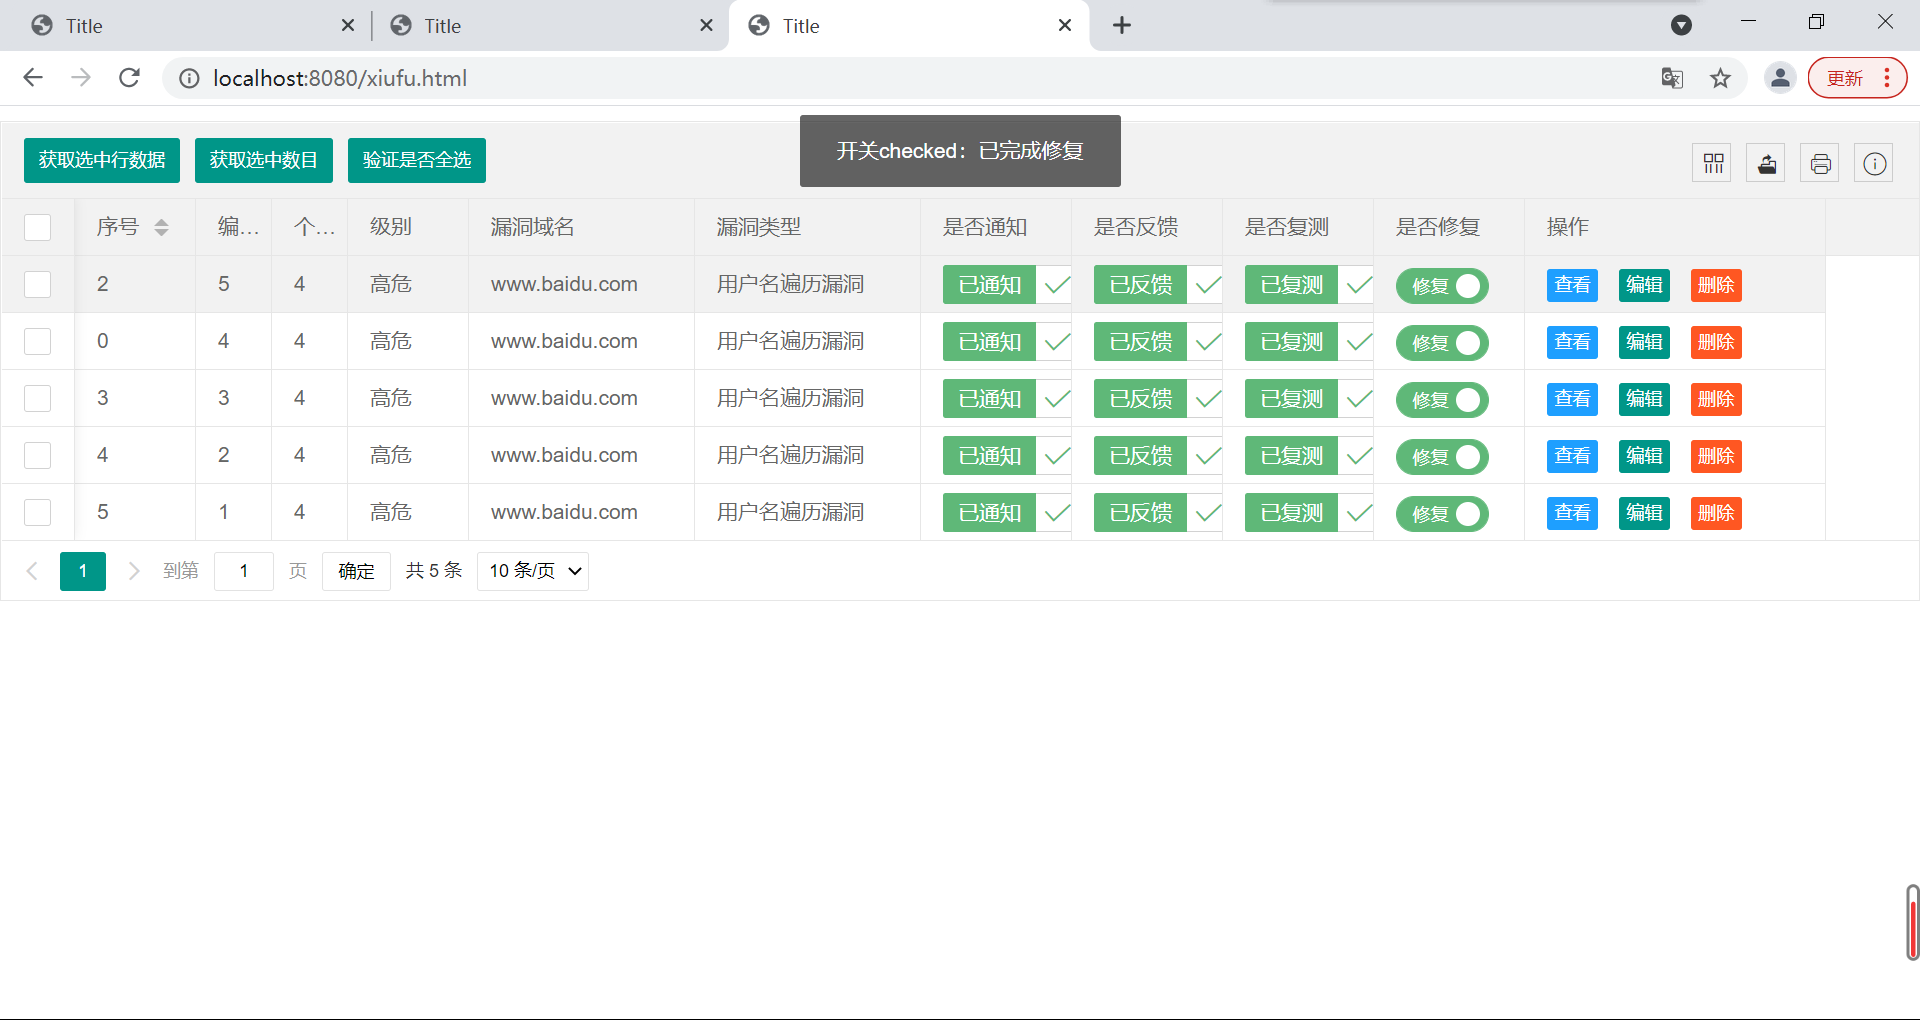 Title Title Title
localhost:8080/xiufu.html 更新
开关checked：已完成修复
获取选中行数据 获取选中数目 验证是否全选
序号 编... 个... 级别 漏洞域名 漏洞类型 是否通知 是否反馈 是否复测 是否修复 操作
2 5 4 高危 www.baidu.com 用户名遍历漏洞 已通知 已反馈 已复测 修复 查看 编辑 删除
0 4 4 高危 www.baidu.com 用户名遍历漏洞 已通知 已反馈 已复测 修复 查看 编辑 删除
3 3 4 高危 www.baidu.com 用户名遍历漏洞 已通知 已反馈 已复测 修复 查看 编辑 删除
4 2 4 高危 www.baidu.com 用户名遍历漏洞 已通知 已反馈 已复测 修复 查看 编辑 删除
5 1 4 高危 www.baidu.com 用户名遍历漏洞 已通知 已反馈 已复测 修复 查看 编辑 删除
1 到第 1 页 确定 共 5 条 10 条/页